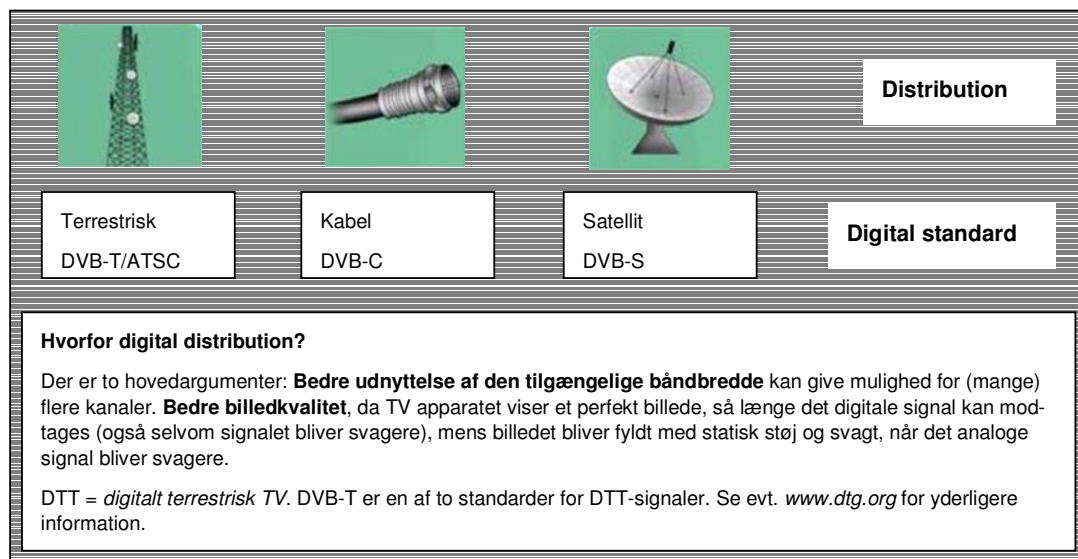 Distribution
Terrestrisk
DVB-T/ATSC
Kabel
DVB-C
Satellit
DVB-S
Digital standard
Hvorfor digital distribution?
Der er to hovedargumenter: Bedre udnyttelse af den tilgængelige båndbredde kan give mulighed for (mange)
flere kanaler. Bedre billedkvalitet, da TV apparatet viser et perfekt billede, så længe det digitale signal kan mod-
tages (også selvom signalet bliver svagere), mens billedet bliver fyldt med statisk støj og svagt, når det analoge
signal bliver svagere.
DTT = digitalt terrestrisk TV. DVB-T er en af to standarder for DTT-signaler. Se evt. www.dtg.org for yderligere
information.